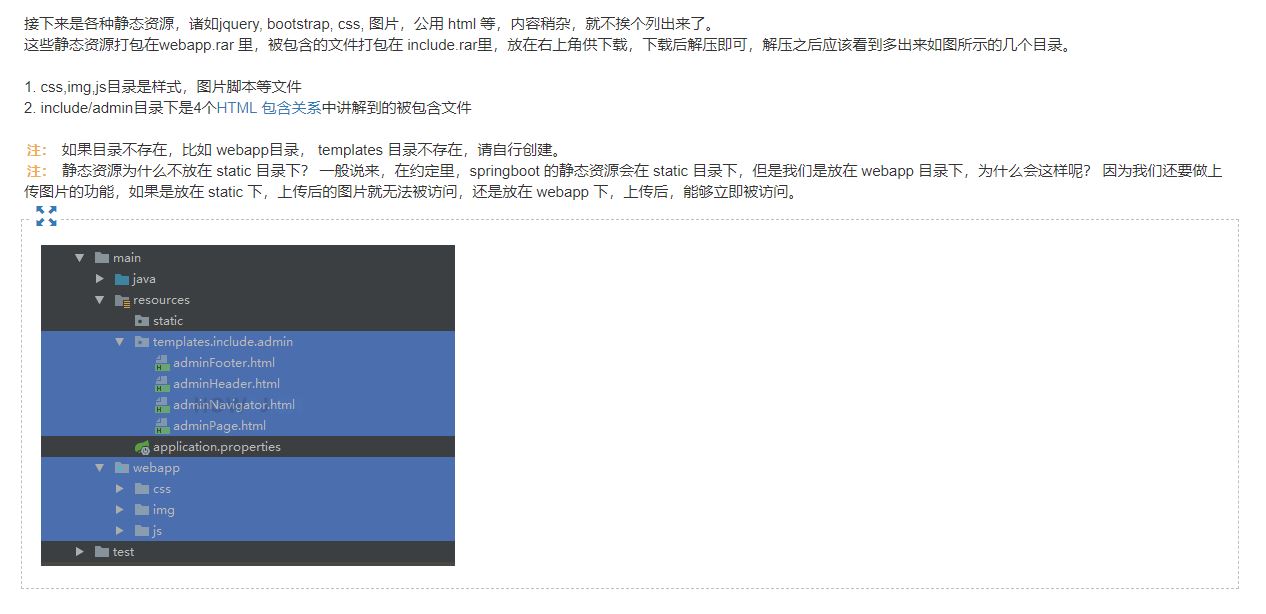 接下来是各种静态资源，诸如jquery, bootstrap, css, 图片，公用 html 等，内容稍杂，就不挨个列出来了。
这些静态资源打包在webapp.rar 里，被包含的文件打包在 include.rar里，放在右上角供下载，下载后解压即可，解压之后应该看到多出来如图所示的几个目录。
1. css,img,js目录是样式，图片脚本等文件
2. include/admin目录下是4个HTML 包含关系中讲解到的被包含文件
注： 如果目录不存在，比如 webapp目录， templates 目录不存在，请自行创建。
注： 静态资源为什么不放在 static 目录下？ 一般说来，在约定里，springboot 的静态资源会在 static 目录下，但是我们是放在 webapp 目录下，为什么会这样呢？ 因为我们还要做上
传图片的功能，如果是放在 static 下，上传后的图片就无法被访问，还是放在 webapp 下，上传后，能够立即被访问。
main
java
resources
static
templates.include.admin
adminFooter.html
adminHeader.html
adminNavigator.html
adminPage.html
application.properties
webapp
css
img
js
test